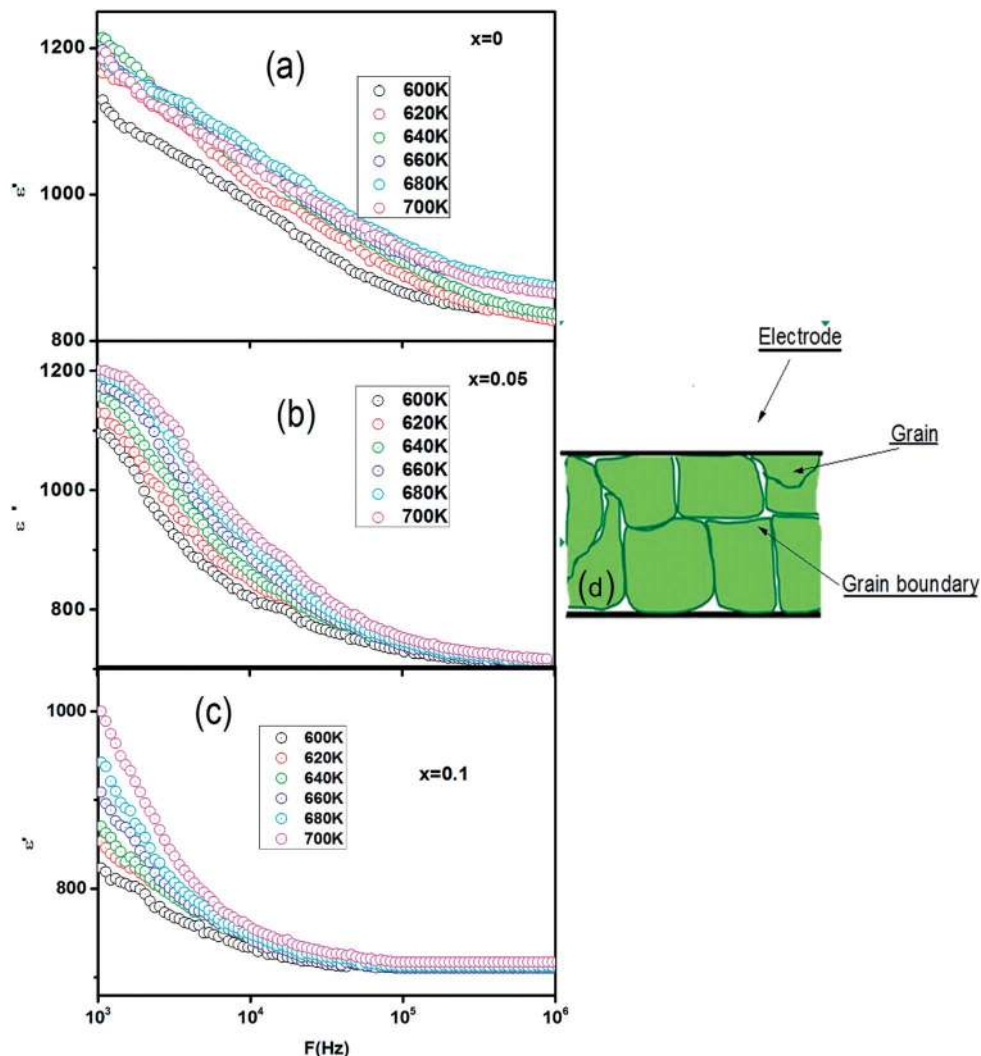 1200
1000
800
ε'
(a)
x=0
600K
620K
640K
660K
680K
700K
1200
1000
800
ε '
(b)
x=0.05
600K
620K
640K
660K
680K
700K
1000
800
ε'
(c)
x=0.1
600K
620K
640K
660K
680K
700K
10³
10⁴
10⁵
10⁶
F(Hz)
Electrode
Grain
Grain boundary
(d)